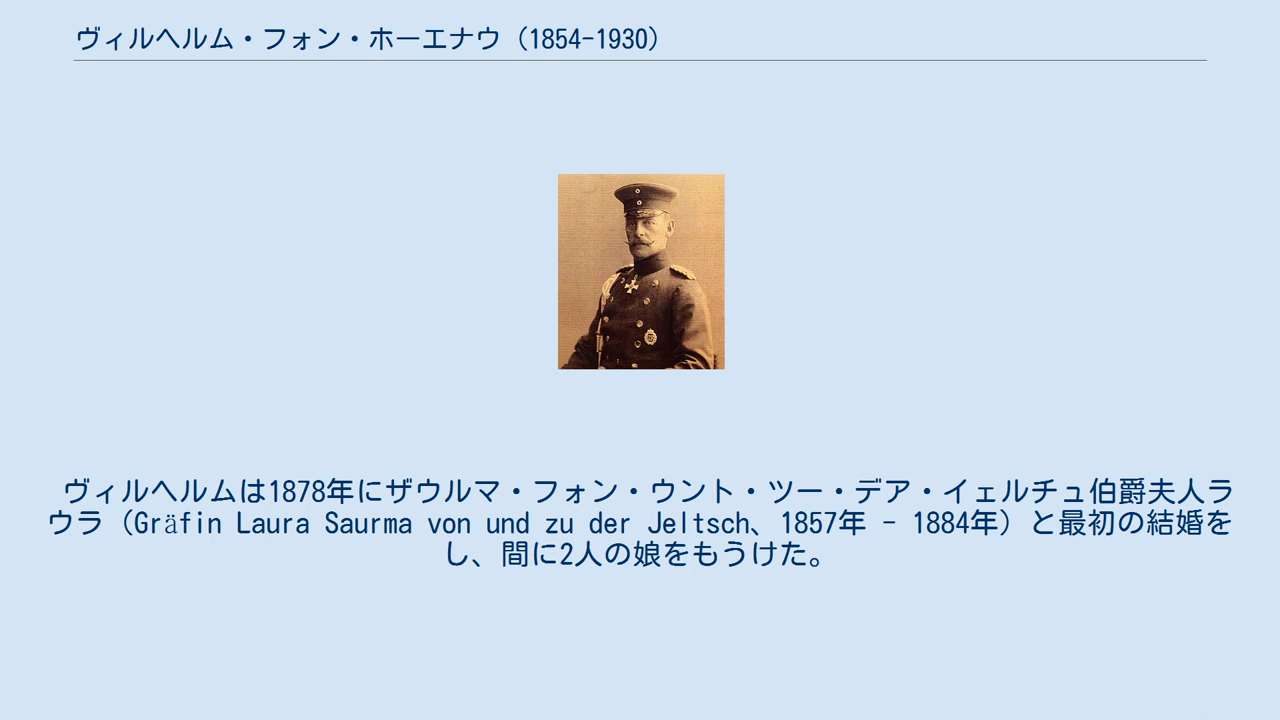 ヴィルヘルム・フォン・ホーエナウ（1854-1930）
ヴィルヘルムは1878年にザウルマ・フォン・ウント・ツー・デア・イェルチュ伯爵夫人ラ
ウラ（Gräfin Laura Saurma von und zu der Jeltsch、1857年 - 1884年）と最初の結婚を
し、間に2人の娘をもうけた。